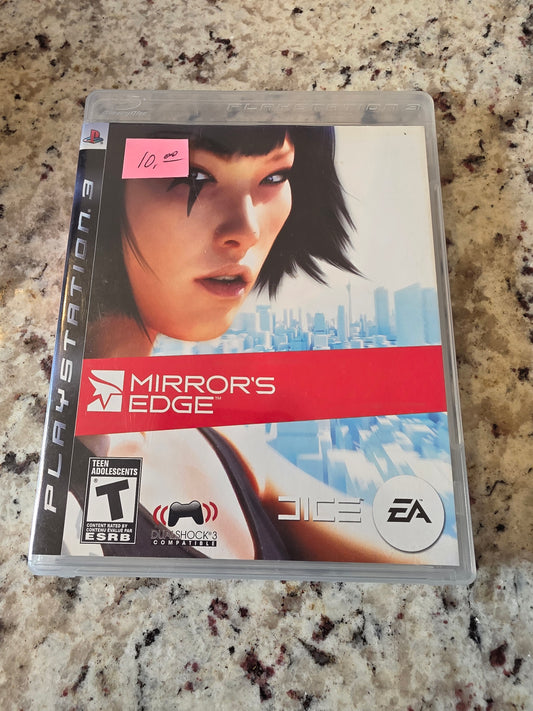 PLAYSTATION 3
PLAYSTATION 3
10,00
MIRROR'S
EDGE™
TEEN
ADOLESCENTS
T
CONTENT RATED BY
CONTENU ÉVALUÉ PAR
ESRB
DUALSHOCK®3
COMPATIBLE
DICE
EA